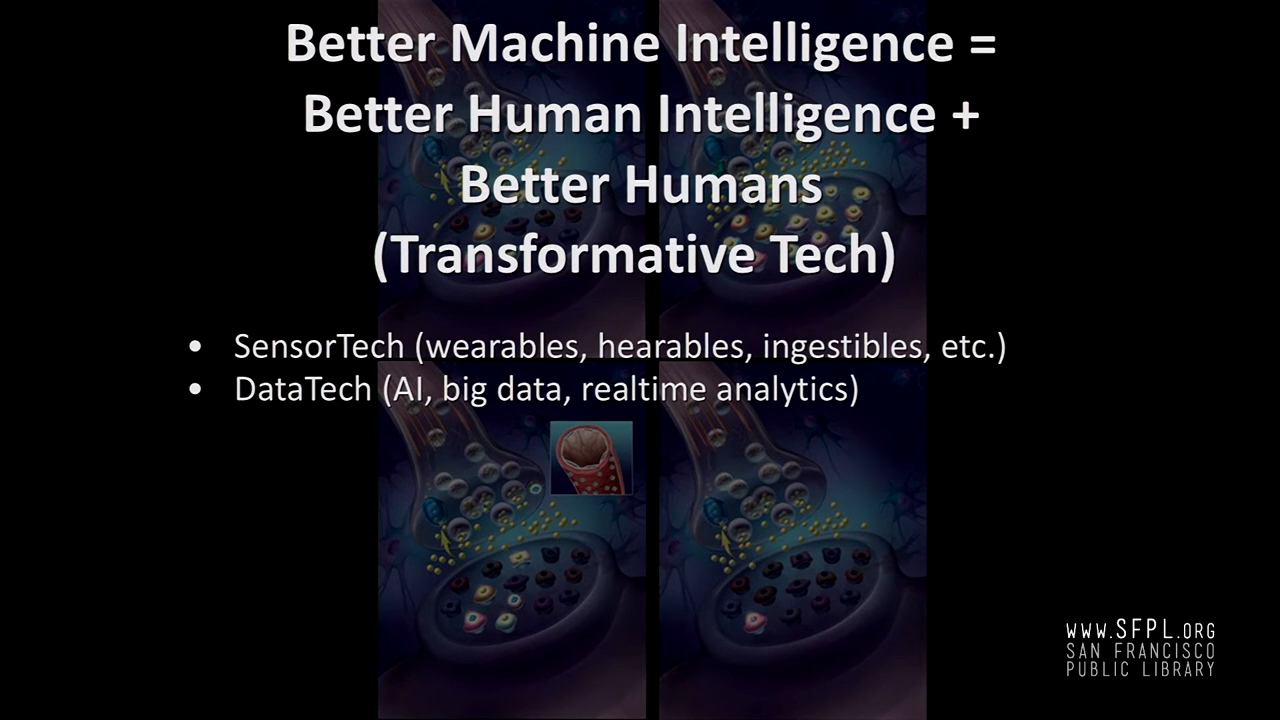 Better Machine Intelligence =
Better Human Intelligence +
Better Humans
(Transformative Tech)
• SensorTech (wearables, hearables, ingestibles, etc.)
• DataTech (AI, big data, realtime analytics)
WWW.SFPL.ORG
SAN FRANCISCO
PUBLIC LIBRARY